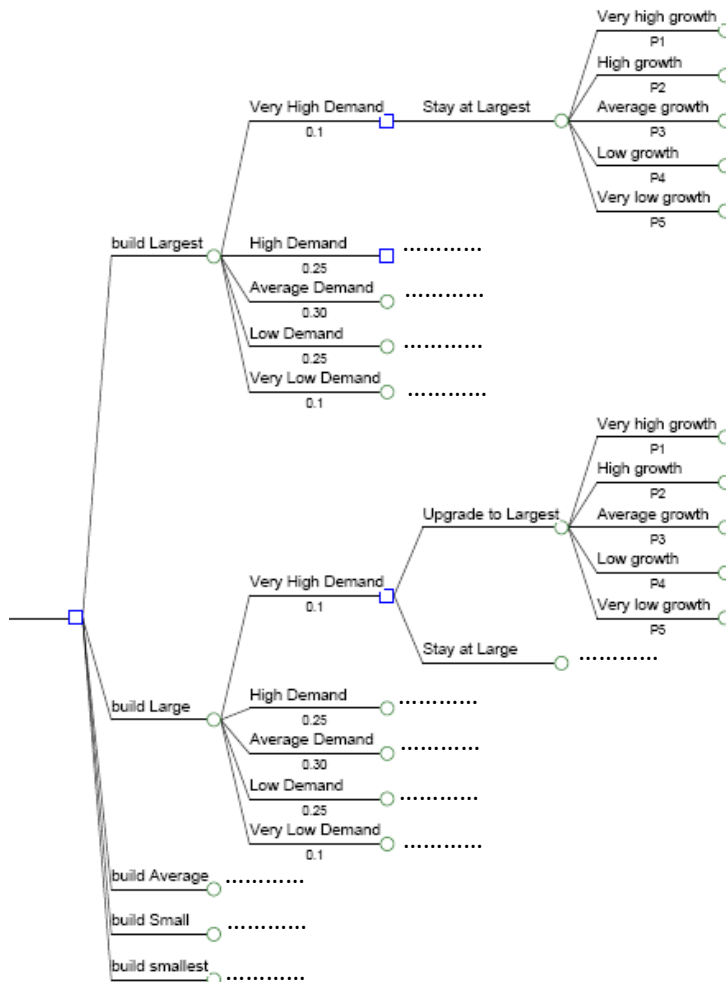 Very high growth
P1
High growth
P2
Very High Demand
Stay at Largest
Average growth
0.1
P3
Low growth
P4
Very low growth
P5
build Largest
High Demand
............
0.25
Average Demand
............
0.30
Low Demand
............
0.25
Very Low Demand
............
0.1
Very high growth
P1
High growth
P2
Upgrade to Largest
Average growth
P3
Low growth
P4
Very High Demand
0.1
Very low growth
P5
Stay at Large
............
build Large
High Demand
............
0.25
Average Demand
............
0.30
Low Demand
............
0.25
Very Low Demand
............
0.1
build Average
............
build Small
............
build smallest
............